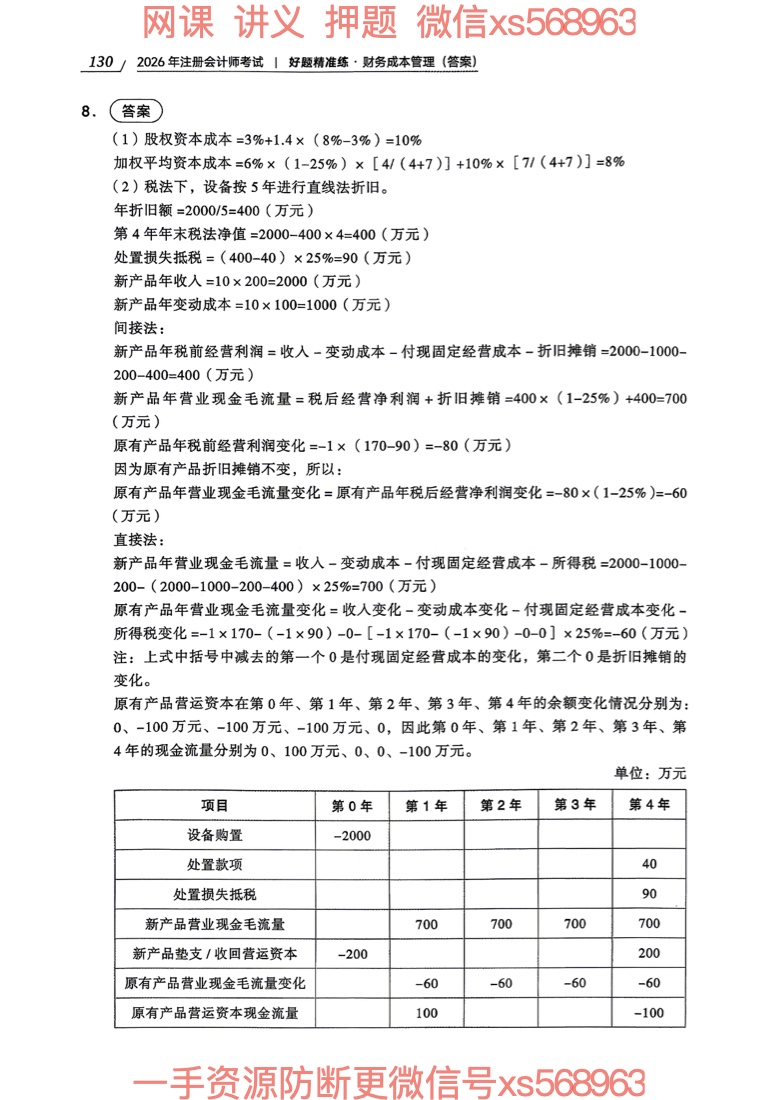 网课 讲义 押题 微信xs568963
130 / 2026年注册会计师考试 | 好题精准练·财务成本管理(答案)
8. 答案
(1)股权资本成本=3%+1.4×(8%-3%)=10%
加权平均资本成本=6%×(1-25%)×[4/(4+7)]+10%×[7/(4+7)]=8%
(2)税法下,设备按5年进行直线法折旧。
年折旧额=2000/5=400(万元)
第4年年末税法净值=2000-400×4=400(万元)
处置损失抵税=(400-40)×25%=90(万元)
新产品年收入=10×200=2000(万元)
新产品年变动成本=10×100=1000(万元)
间接法:
新产品年税前经营利润=收入-变动成本-付现固定经营成本-折旧摊销=2000-1000-
200-400=400(万元)
新产品年营业现金毛流量=税后经营净利润+折旧摊销=400×(1-25%)+400=700
(万元)
原有产品年税前经营利润变化=-1×(170-90)=-80(万元)
因为原有产品折旧摊销不变,所以:
原有产品年营业现金毛流量变化=原有产品年税后经营净利润变化=-80×(1-25%)=-60
(万元)
直接法:
新产品年营业现金毛流量=收入-变动成本-付现固定经营成本-所得税=2000-1000-
200-(2000-1000-200-400)×25%=700(万元)
原有产品年营业现金毛流量变化=收入变化-变动成本变化-付现固定经营成本变化-
所得税变化=-1×170-(-1×90)-0-[-1×170-(-1×90)-0-0]×25%=-60(万元)
注:上式中括号中减去的第一个0是付现固定经营成本的变化,第二个0是折旧摊销的
变化。
原有产品营运资本在第0年、第1年、第2年、第3年、第4年的余额变化情况分别为:
0、-100万元、-100万元、-100万元、0,因此第0年、第1年、第2年、第3年、第
4年的现金流量分别为0、100万元、0、0、-100万元。
单位:万元
项目 第0年 第1年 第2年 第3年 第4年
设备购置 -2000
处置款项 40
处置损失抵税 90
新产品营业现金毛流量 700 700 700 700
新产品垫支/收回营运资本 -200 200
原有产品营业现金毛流量变化 -60 -60 -60 -60
原有产品营运资本现金流量 100 -100
一手资源防断更微信号xs568963